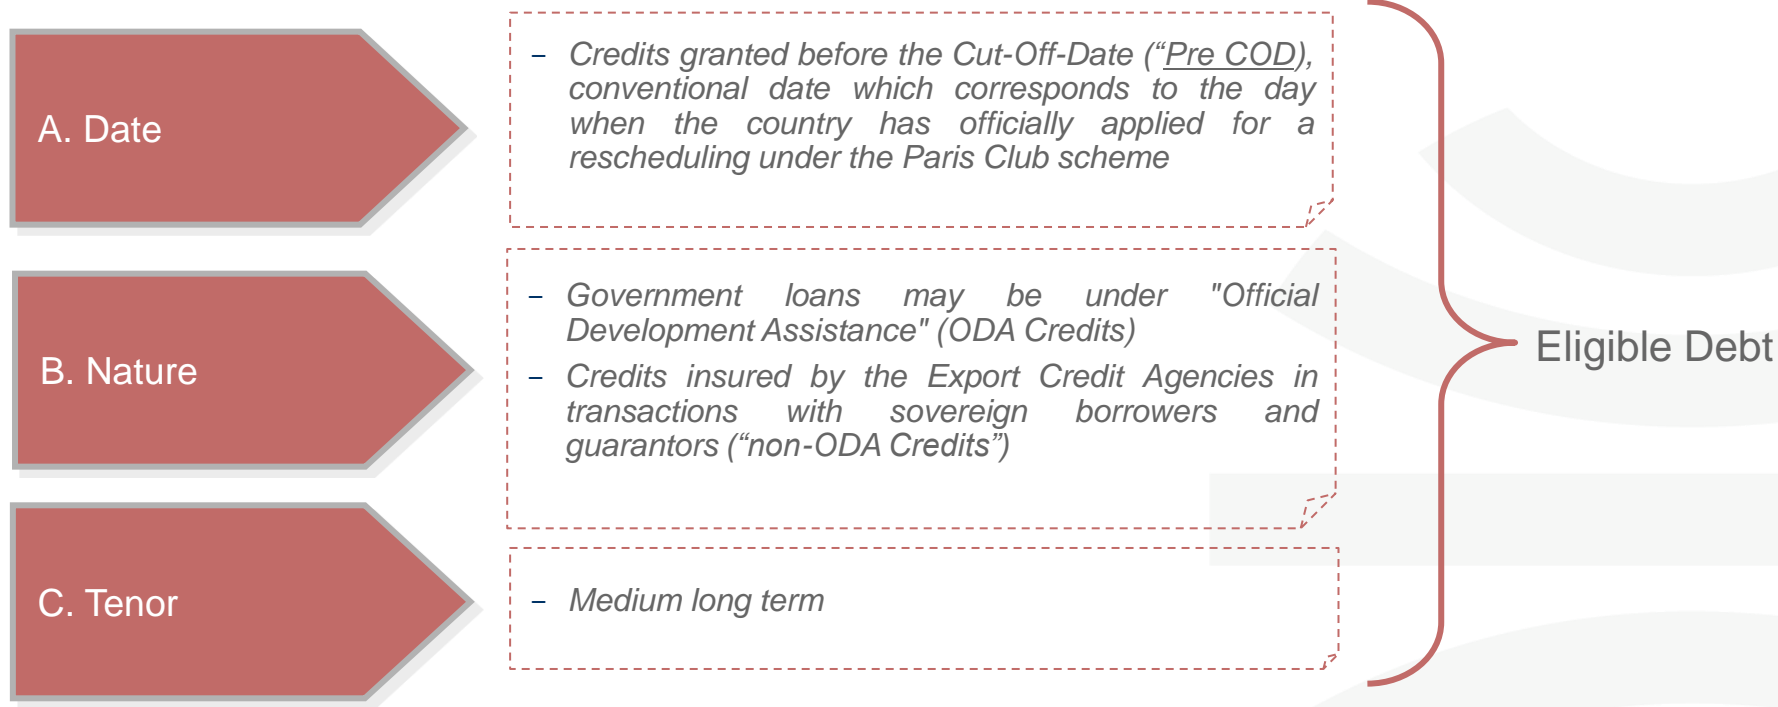 A. Date
– Credits granted before the Cut-Off-Date (“Pre COD),
conventional date which corresponds to the day
when the country has officially applied for a
rescheduling under the Paris Club scheme
B. Nature
– Government loans may be under "Official
Development Assistance" (ODA Credits)
– Credits insured by the Export Credit Agencies in
transactions with sovereign borrowers and
guarantors (“non-ODA Credits”)
C. Tenor
– Medium long term
Eligible Debt